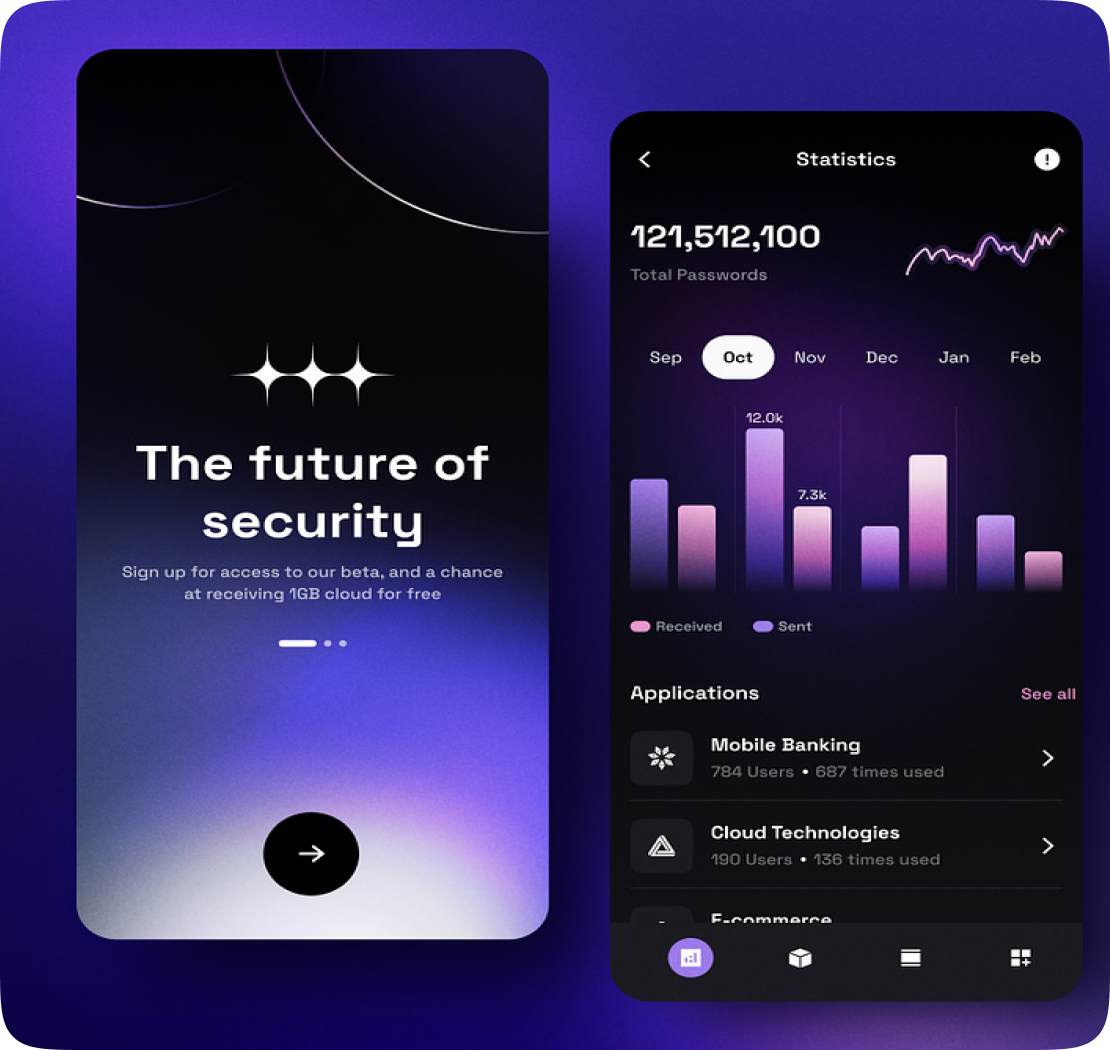 The future of
security
Sign up for access to our beta, and a chance
at receiving 1GB cloud for free
Statistics
121,512,100
Total Passwords
Sep Oct Nov Dec Jan Feb
12.0k
7.3k
Received Sent
Applications See all
Mobile Banking
784 Users • 687 times used
Cloud Technologies
190 Users • 136 times used
E-commerce